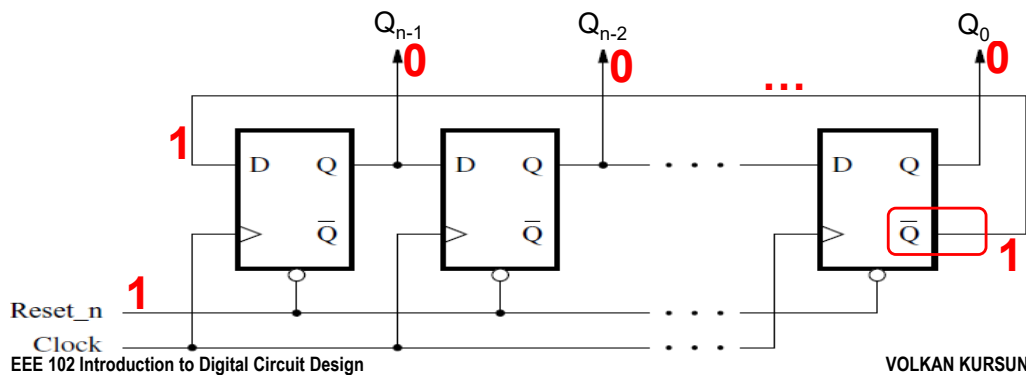 Qn-1 Qn-2 Q0
0 0 0
...
1
D Q D Q . . . D Q
Q̅ Q̅ Q̅
1 1
Reset_n . . .
Clock . . .
EEE 102 Introduction to Digital Circuit Design VOLKAN KURSUN